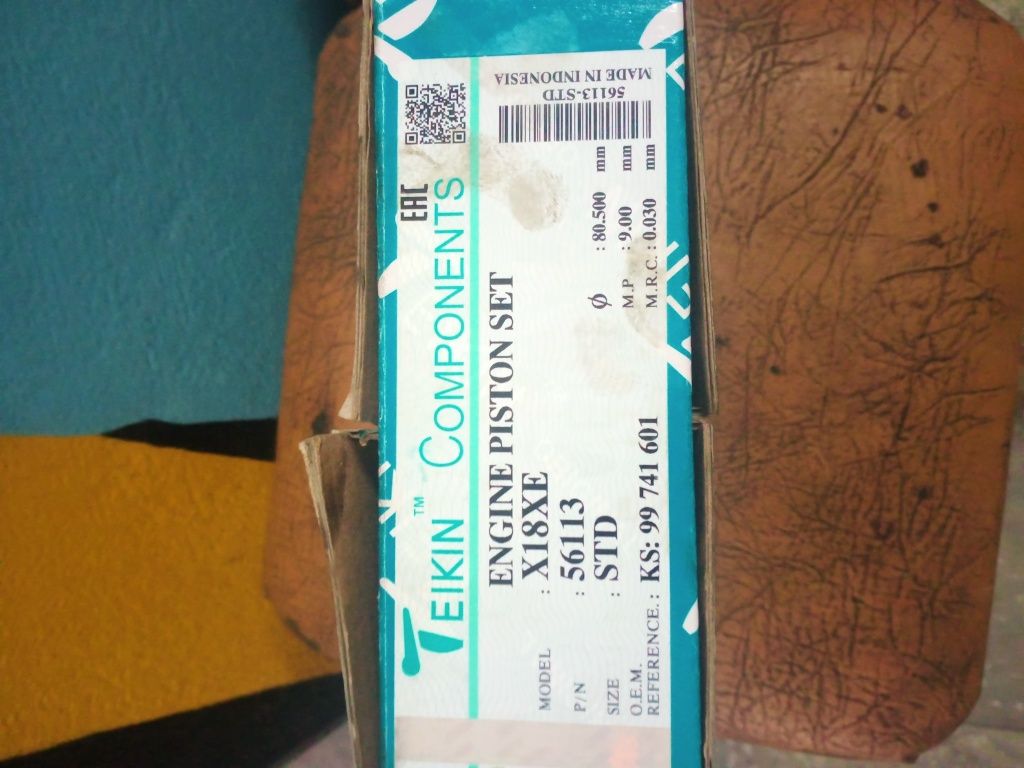 TEIKIN™ COMPONENTS
EAC
ENGINE PISTON SET
MODEL : X18XE
P/N : 56113
SIZE : STD
O.E.M.
REFERENCE. : KS: 99 741 601
ϕ : 80.500 mm
M.P : 9.00 mm
M.R.C. : 0.030 mm
56113-STD
MADE IN INDONESIA